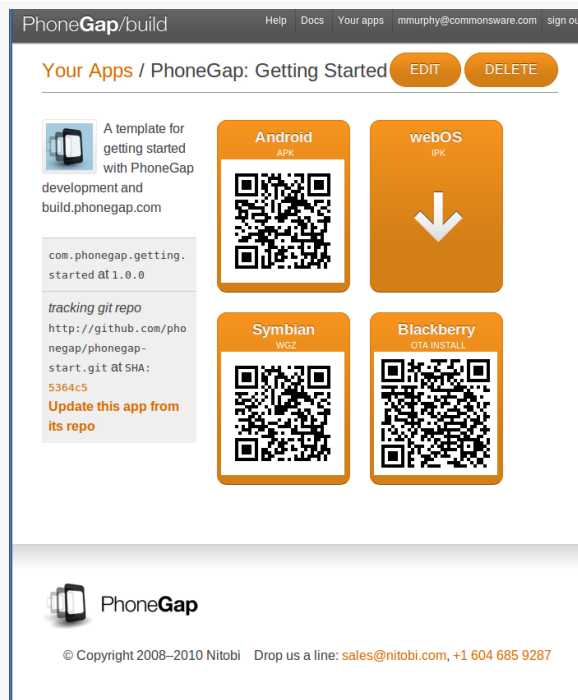 PhoneGap/build
Help Docs Your apps mmurphy@commonsware.com sign ou
Your Apps / PhoneGap: Getting Started EDIT DELETE
A template for
getting started
with PhoneGap
development and
build.phonegap.com
com.phonegap.getting.
started at 1.0.0
tracking git repo
http://github.com/pho
negap/phonegap-
start.git at SHA:
5364c5
Update this app from
its repo
Android
APK
webOS
IPK
Symbian
WGZ
Blackberry
OTA INSTALL
PhoneGap
© Copyright 2008–2010 Nitobi Drop us a line: sales@nitobi.com, +1 604 685 9287